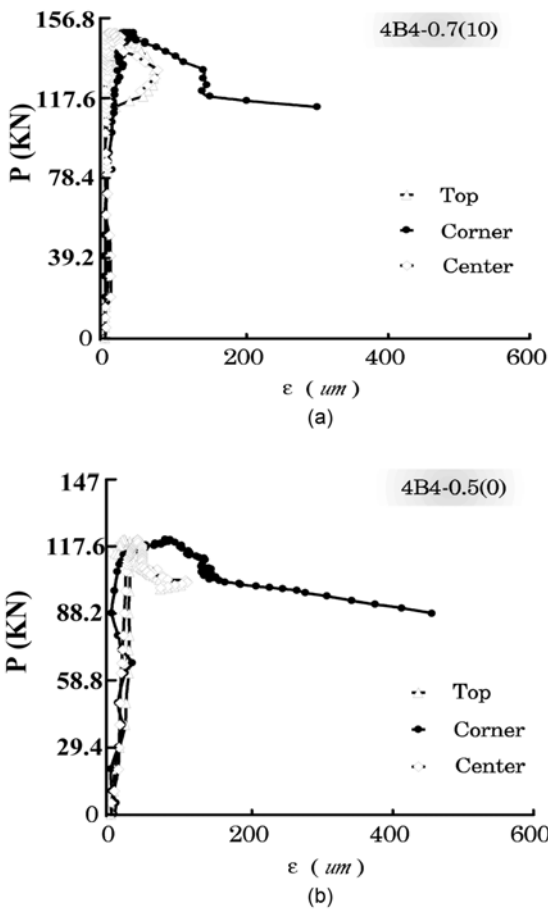 156.8
4B4-0.7(10)
117.6
P (KN)
78.4
Top
Corner
39.2
Center
0
0 200 400 600
ε ( um )
(a)
147
4B4-0.5(0)
117.6
P (KN)
88.2
58.8
Top
Corner
29.4
Center
0
0 200 400 600
ε ( um )
(b)